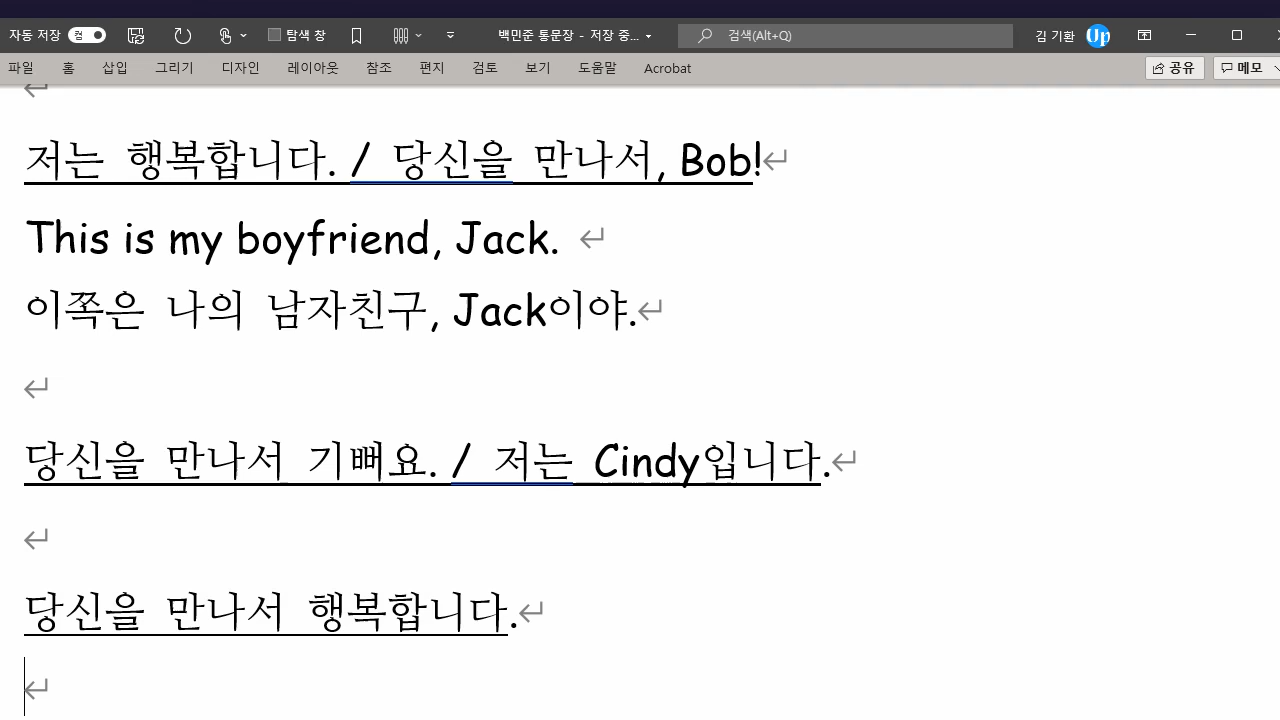 자동 저장 켬 탐색 창 백민준 통문장 - 저장 중... 검색(Alt+Q) 김 기환 Up
파일 홈 삽입 그리기 디자인 레이아웃 참조 편지 검토 보기 도움말 Acrobat 공유 메모
저는 행복합니다. / 당신을 만나서, Bob!
This is my boyfriend, Jack.
이쪽은 나의 남자친구, Jack이야.
당신을 만나서 기뻐요. / 저는 Cindy입니다.
당신을 만나서 행복합니다.